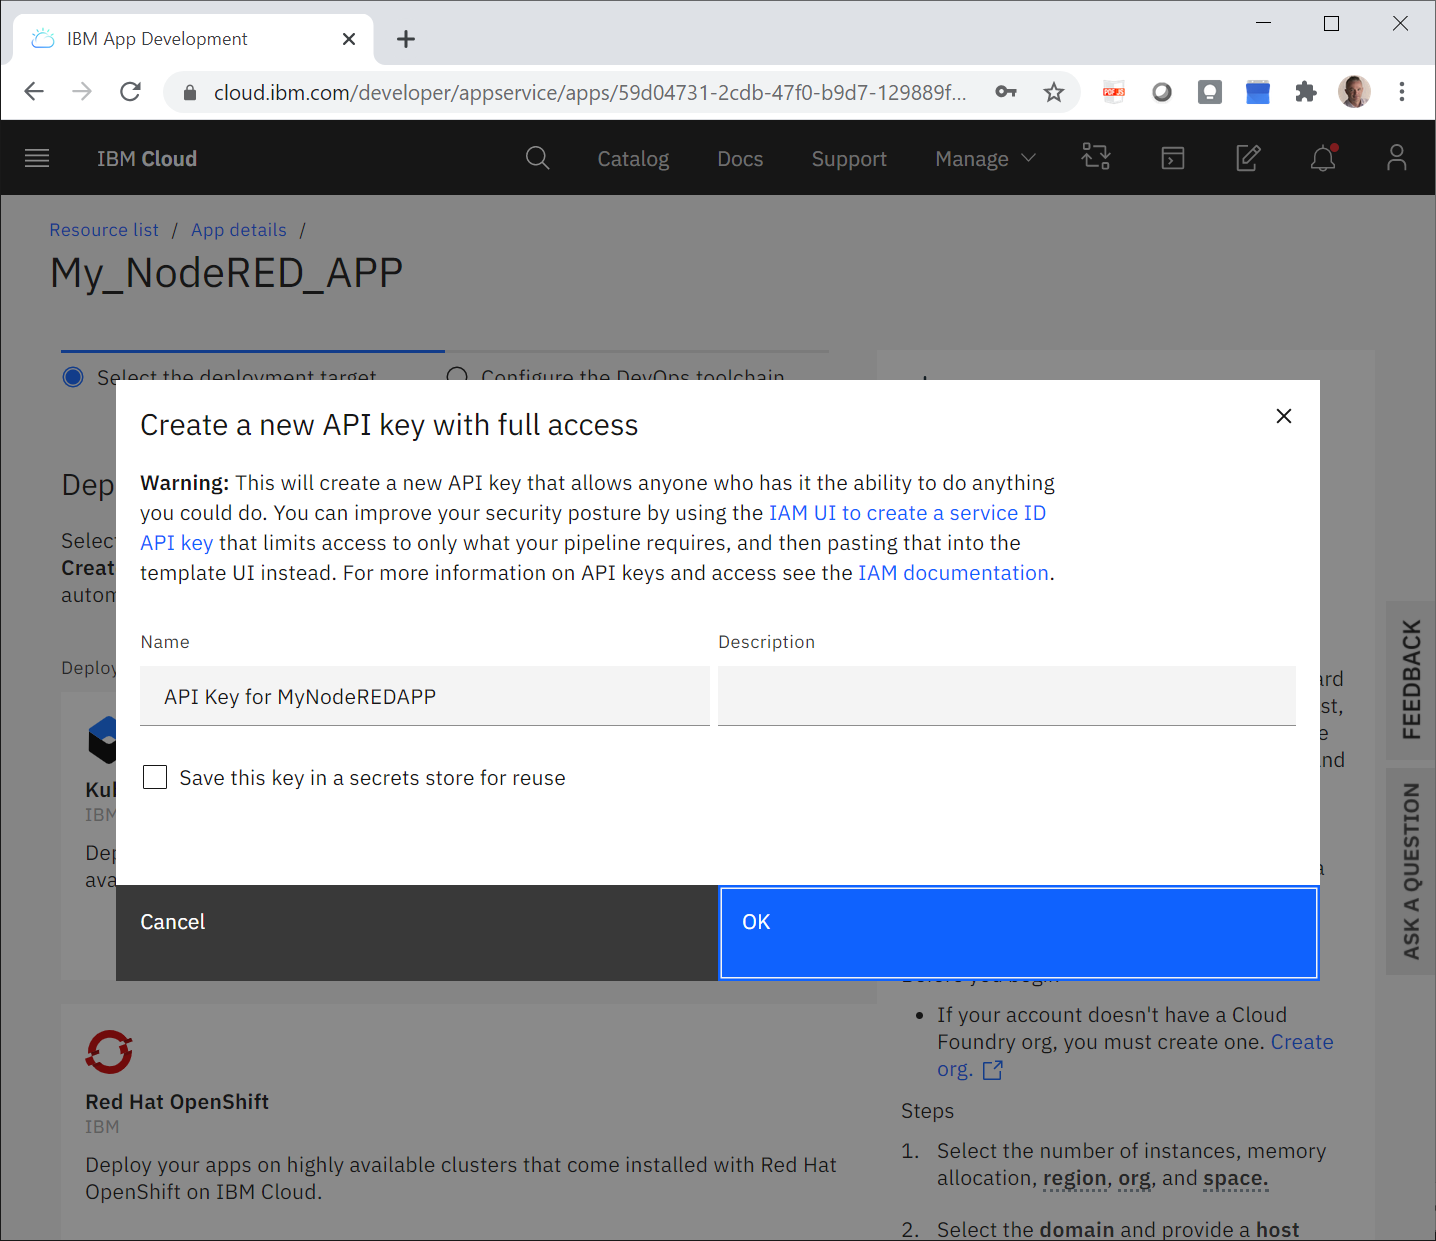 IBM App Development
cloud.ibm.com/developer/appservice/apps/59d04731-2cdb-47f0-b9d7-129889f...
PDF JS
IBM Cloud
Catalog
Docs
Support
Manage
Resource list / App details /
My_NodeRED_APP
Select the deployment target
Configure the DevOps toolchain
Create a new API key with full access
Warning: This will create a new API key that allows anyone who has it the ability to do anything
you could do. You can improve your security posture by using the IAM UI to create a service ID
API key that limits access to only what your pipeline requires, and then pasting that into the
template UI instead. For more information on API keys and access see the IAM documentation.
Name
Description
API Key for MyNodeREDAPP
Save this key in a secrets store for reuse
Cancel
OK
Dep
Selec
Creat
autom
Deploy
Kul
IBM
Dep
ava
Red Hat OpenShift
IBM
Deploy your apps on highly available clusters that come installed with Red Hat
OpenShift on IBM Cloud.
ard
st,
e
nd
a
Before you begin
If your account doesn't have a Cloud
Foundry org, you must create one. Create
org.
Steps
1. Select the number of instances, memory
allocation, region, org, and space.
2. Select the domain and provide a host
FEEDBACK
ASK A QUESTION